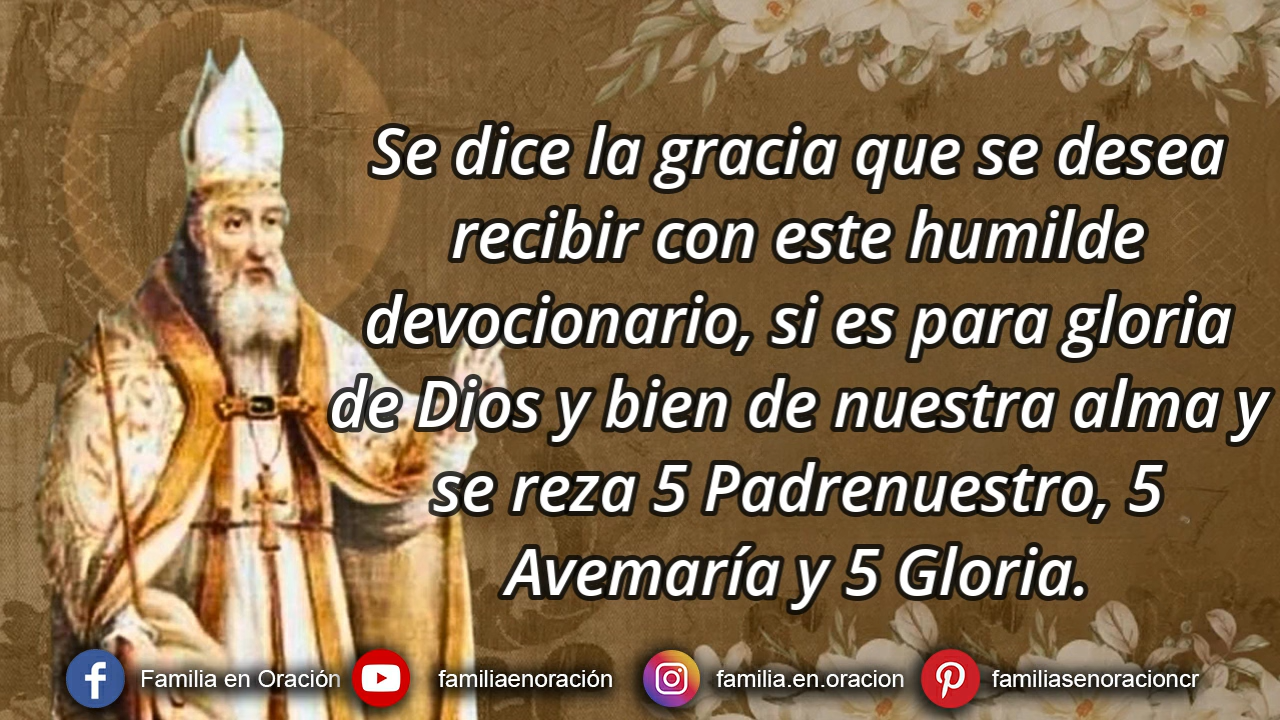 Se dice la gracia que se desea
recibir con este humilde
devocionario, si es para gloria
de Dios y bien de nuestra alma y
se reza 5 Padrenuestro, 5
Avemaría y 5 Gloria.
Familia en Oración familiaenoración familia.en.oracion familiasenoracioncr